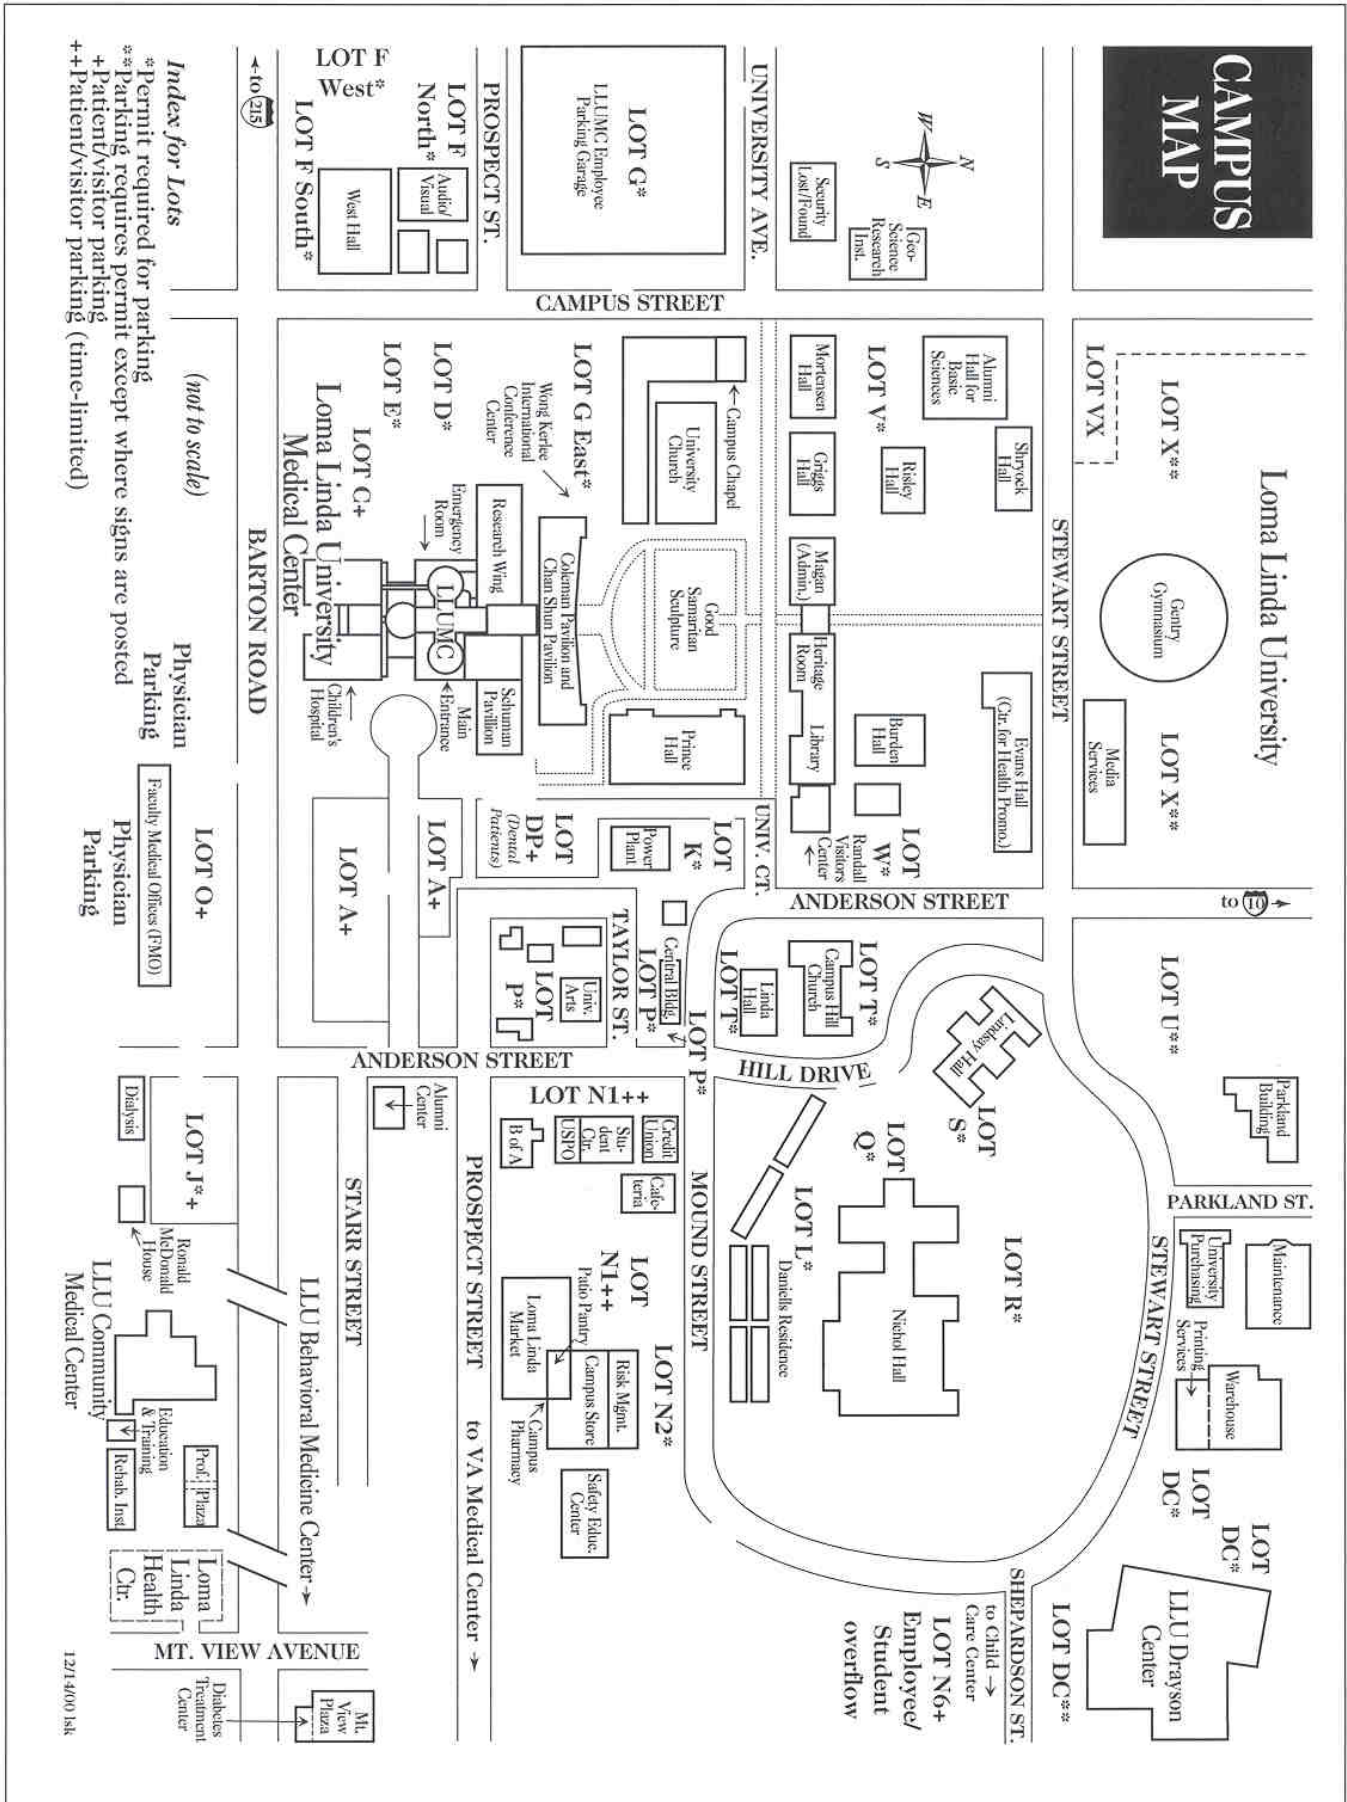 CAMPUS
MAP
Loma Linda University
LOT X**
LOT VX
Gentry
Gymnasium
LOT X**
Media
Services
to 10
LOT U**
Parkland
Building
PARKLAND ST.
Maintenance
University
Purchasing
Printing
Services
Warehouse
LOT
DC*
LOT
DC*
LLU Drayson
Center
LOT DC**
STEWART STREET
STEWART STREET
SHEPARDSON ST.
to Child →
Care Center
LOT N6+
Employee/
Student
overflow
N
W
E
S
Geo-
Science
Research
Inst.
Security
Lost/Found
Alumni
Hall for
Basic
Sciences
Shryock
Hall
LOT V*
Risley
Hall
Mortensen
Hall
Griggs
Hall
Magan
(Admin.)
Heritage
Room
Library
Burden
Hall
Evans Hall
(Ctr. for Health Promo.)
LOT
W*
Randall
Visitors
Center
ANDERSON STREET
LOT T*
Campus Hill
Church
Linda
Hall
LOT T*
Lindsay Hall
LOT
S*
LOT
Q*
LOT R*
Nichol Hall
HILL DRIVE
LOT L*
Daniells Residence
UNIVERSITY AVE.
UNIV. CT.
LOT G*
LLUMC Employee
Parking Garage
CAMPUS STREET
Campus Chapel
University
Church
Good
Samaritan
Sculpture
Prince
Hall
LOT G East**
Wong Kerlee
International
Conference
Center
Coleman Pavilion and
Chan Shun Pavilion
LOT
K*
Power
Plant
LOT
DP+
(Dental
Patients)
Central Bldg.
LOT P*
LOT P*
TAYLOR ST.
Univ.
Arts
LOT
P*
MOUND STREET
LOT N1++
Credit
Union
Stu-
dent
Ctr.
USPO
B of A
Cafe-
teria
LOT
N1++
Patio Pantry
Loma Linda
Market
LOT N2*
Risk Mgmt.
Campus Store
Campus
Pharmacy
Safety Educ.
Center
PROSPECT ST.
PROSPECT STREET
to VA Medical Center →
LOT F
North*
LOT F
West*
LOT F South*
Audio/
Visual
West Hall
LOT D*
LOT E*
LOT C+
Loma Linda University
Medical Center
Emergency
Room
Research Wing
LLUMC
Schuman
Pavillion
Main
Entrance
Children's
Hospital
LOT A+
LOT A+
ANDERSON STREET
Alumni
Center
STARR STREET
LLU Behavioral Medicine Center →
←to 215
BARTON ROAD
Index for Lots
*Permit required for parking
**Parking requires permit except where signs are posted
+Patient/visitor parking
++Patient/visitor parking (time-limited)
(not to scale)
Physician
Parking
Faculty Medical Offices (FMO)
LOT O+
Physician
Parking
LOT J*+
Dialysis
Ronald
McDonald
House
LLU Community
Medical Center
Education
& Training
Prof.
Plaza
Rehab. Inst.
Loma
Linda
Health
Ctr.
MT. VIEW AVENUE
Mt.
View
Plaza
Diabetes
Treatment
Center
12/14/00 lsk